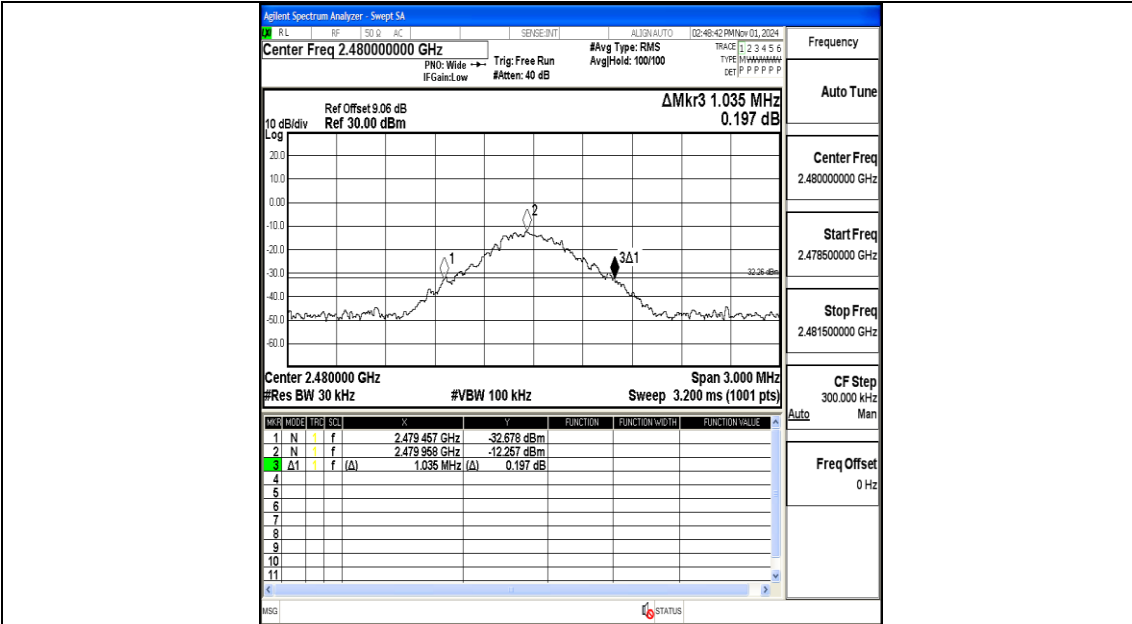 Agilent Spectrum Analyzer - Swept SA
RL RF 50 Ω AC SENSE:INT ALIGN AUTO 02:48:42 PM Nov 01, 2024
Center Freq 2.480000000 GHz
PNO: Wide
IFGain:Low
Trig: Free Run
#Atten: 40 dB
#Avg Type: RMS
Avg|Hold: 100/100
TRACE 1 2 3 4 5 6
TYPE M W W W W W
DET P P P P P P
ΔMkr3 1.035 MHz
0.197 dB
Ref Offset 9.06 dB
10 dB/div Ref 30.00 dBm
Log
20.0
10.0
0.00
-10.0
-20.0
-30.0
-40.0
-50.0
-60.0
1
2
3Δ1
-32.26 dBm
Center 2.480000 GHz Span 3.000 MHz
#Res BW 30 kHz #VBW 100 kHz Sweep 3.200 ms (1001 pts)
MKR MODE TRC SCL X Y FUNCTION FUNCTION WIDTH FUNCTION VALUE
1 N 1 f 2.479 457 GHz -32.678 dBm
2 N 1 f 2.479 958 GHz -12.257 dBm
3 Δ1 1 f (Δ) 1.035 MHz (Δ) 0.197 dB
4
5
6
7
8
9
10
11
MSG STATUS
Frequency
Auto Tune
Center Freq
2.480000000 GHz
Start Freq
2.478500000 GHz
Stop Freq
2.481500000 GHz
CF Step
300.000 kHz
Auto Man
Freq Offset
0 Hz